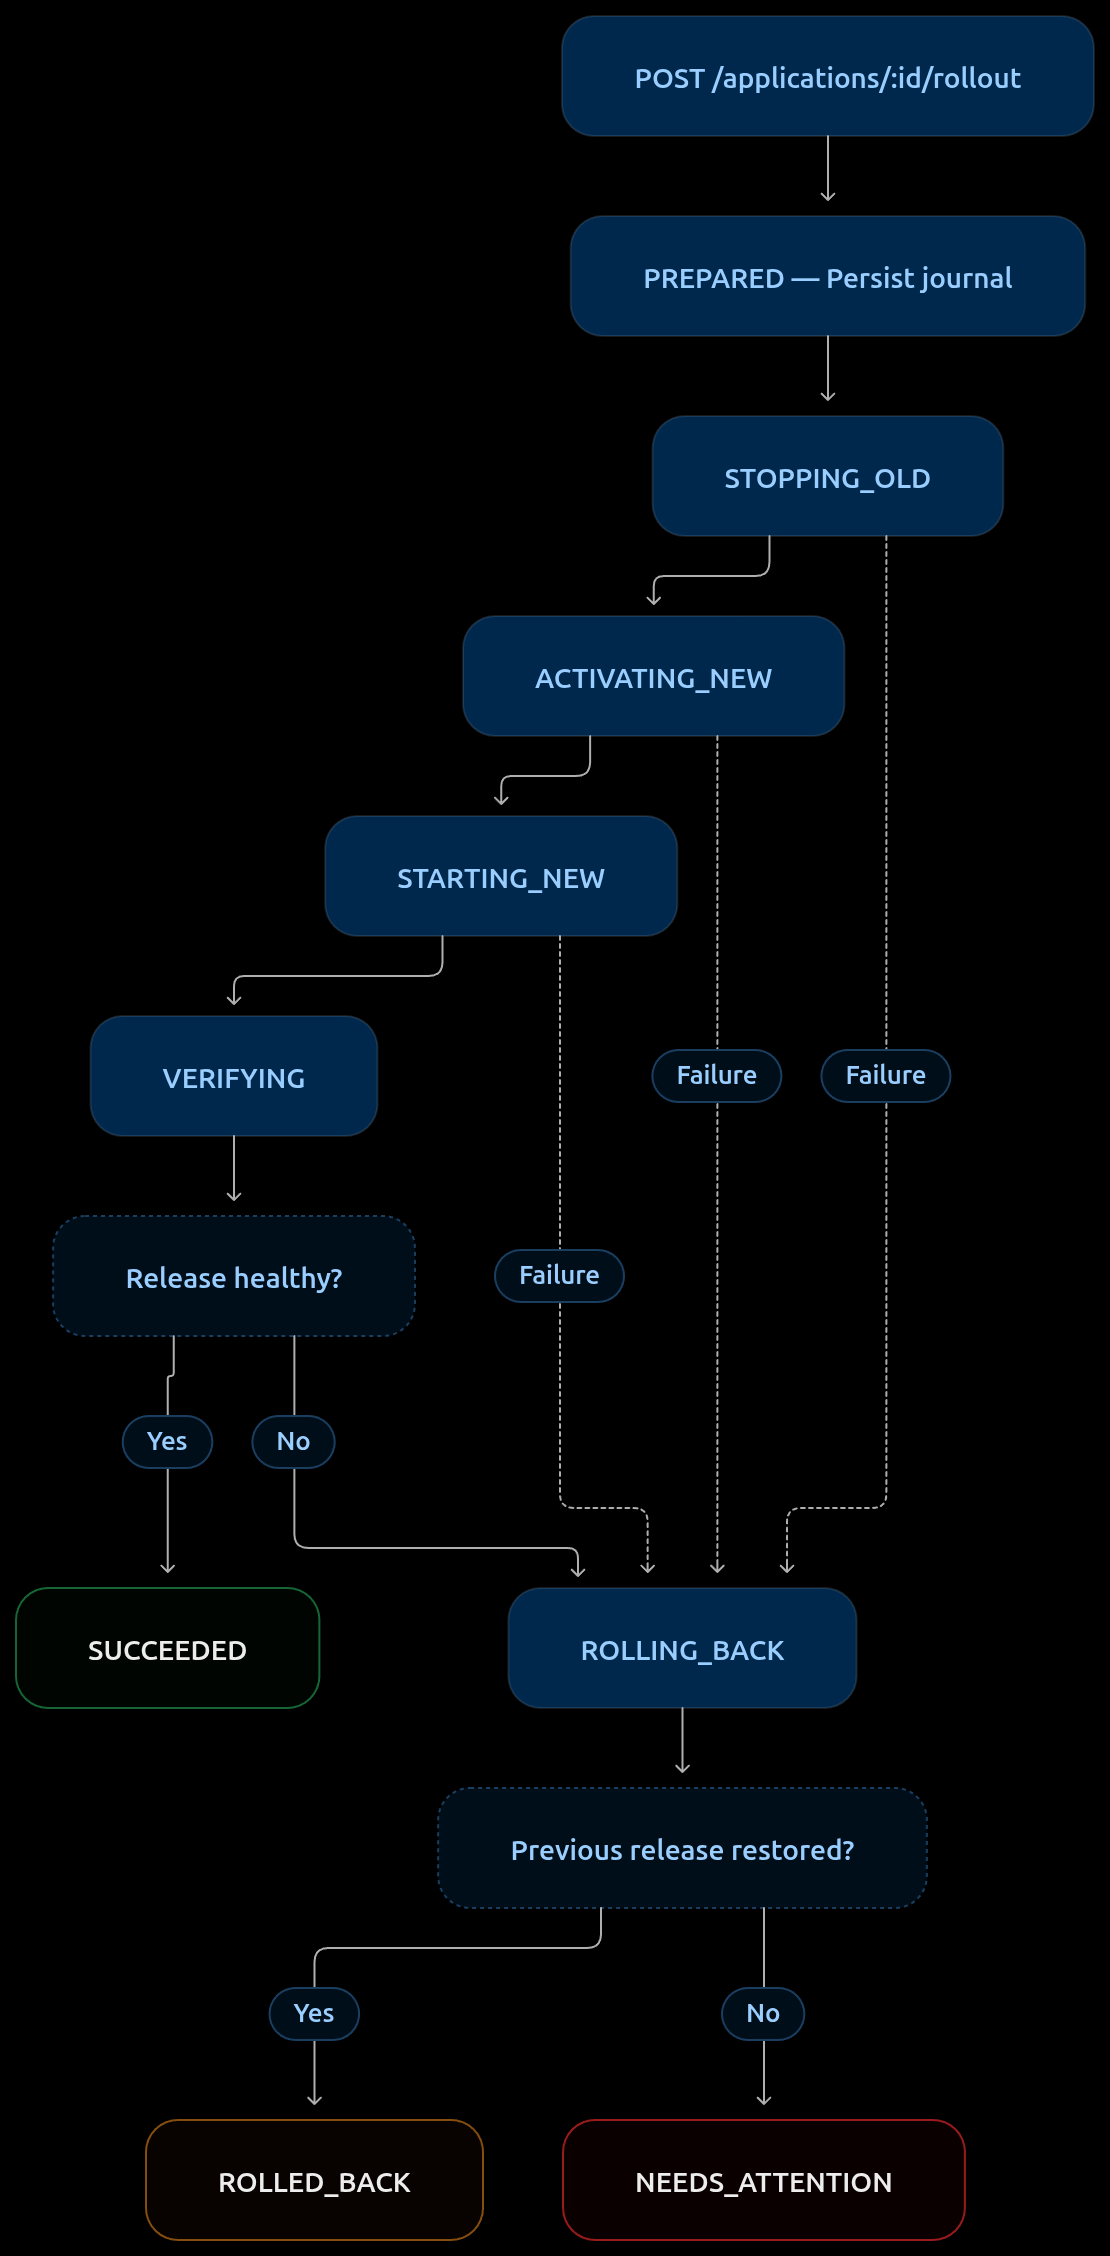 POST /applications/:id/rollout
PREPARED — Persist journal
STOPPING_OLD
ACTIVATING_NEW
STARTING_NEW
VERIFYING
Failure
Failure
Release healthy?
Failure
Yes
No
SUCCEEDED
ROLLING_BACK
Previous release restored?
Yes
No
ROLLED_BACK
NEEDS_ATTENTION